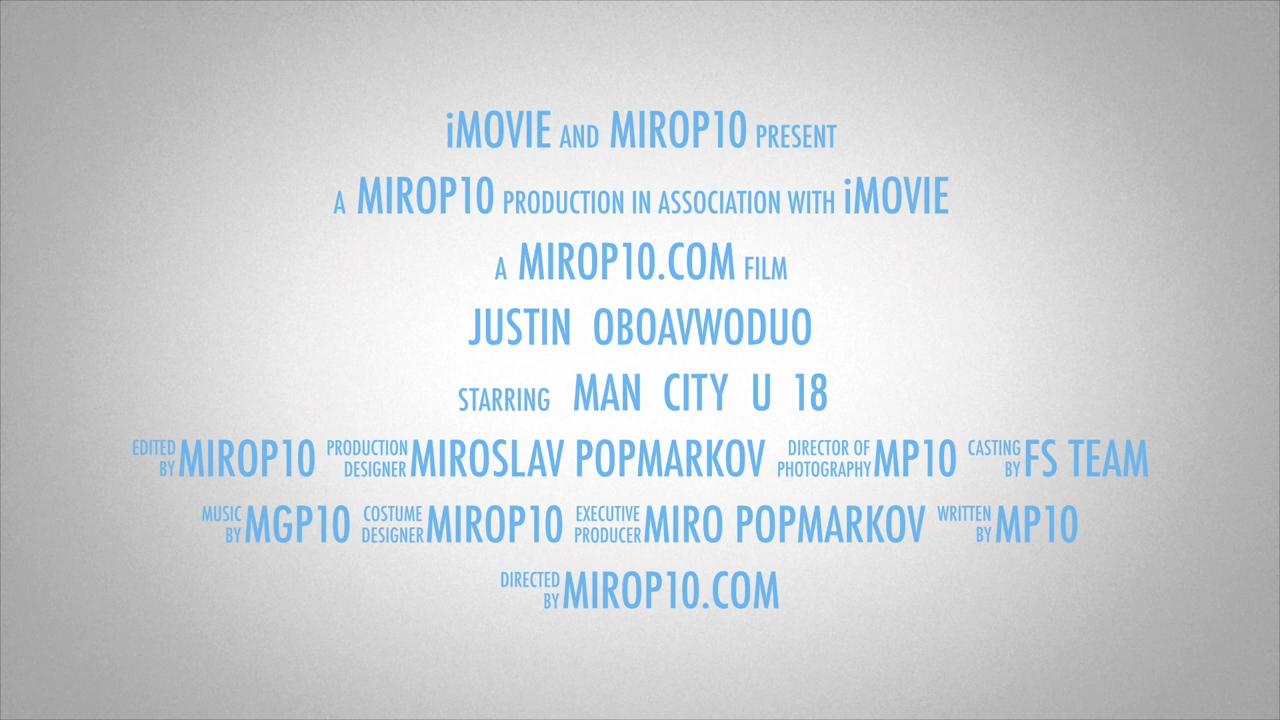 iMOVIE AND MIROP10 PRESENT
A MIROP10 PRODUCTION IN ASSOCIATION WITH iMOVIE
A MIROP10.COM FILM
JUSTIN OBOAVWODUO
STARRING MAN CITY U 18
EDITED BY MIROP10 PRODUCTION DESIGNER MIROSLAV POPMARKOV DIRECTOR OF PHOTOGRAPHY MP10 CASTING BY FS TEAM
MUSIC BY MGP10 COSTUME DESIGNER MIROP10 EXECUTIVE PRODUCER MIRO POPMARKOV WRITTEN BY MP10
DIRECTED BY MIROP10.COM